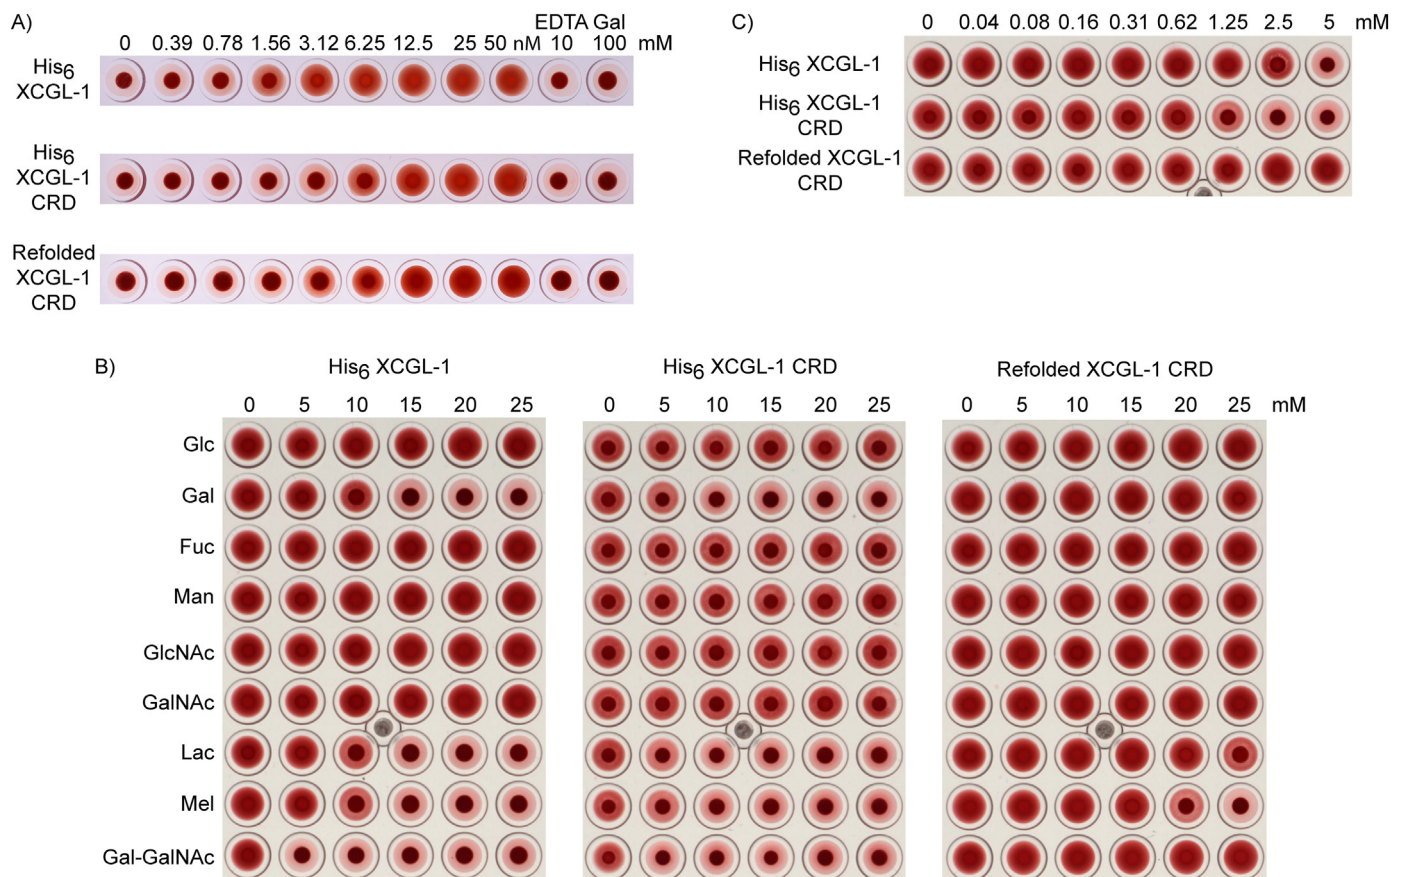 A)
EDTA Gal
0 0.39 0.78 1.56 3.12 6.25 12.5 25 50 nM 10 100 mM
His6
XCGL-1
His6
XCGL-1
CRD
Refolded
XCGL-1
CRD
C)
0 0.04 0.08 0.16 0.31 0.62 1.25 2.5 5 mM
His6 XCGL-1
His6 XCGL-1
CRD
Refolded XCGL-1
CRD
B)
His6 XCGL-1
0 5 10 15 20 25
His6 XCGL-1 CRD
0 5 10 15 20 25
Refolded XCGL-1 CRD
0 5 10 15 20 25 mM
Glc
Gal
Fuc
Man
GlcNAc
GalNAc
Lac
Mel
Gal-GalNAc